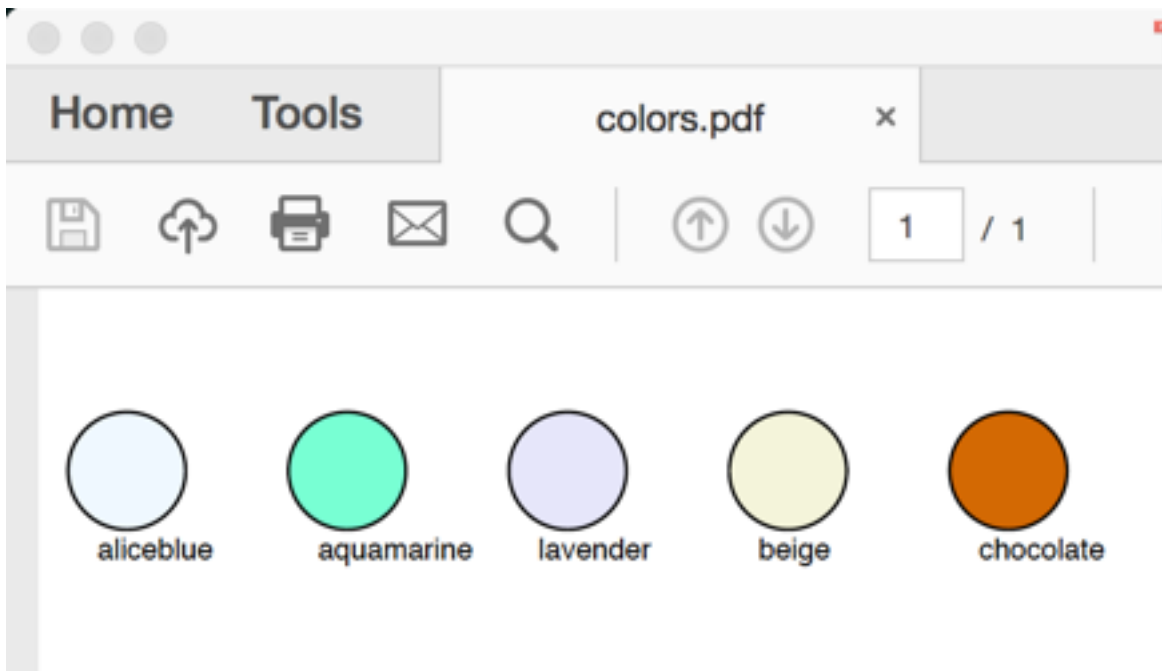 Home Tools colors.pdf ×
1 / 1
aliceblue aquamarine lavender beige chocolate